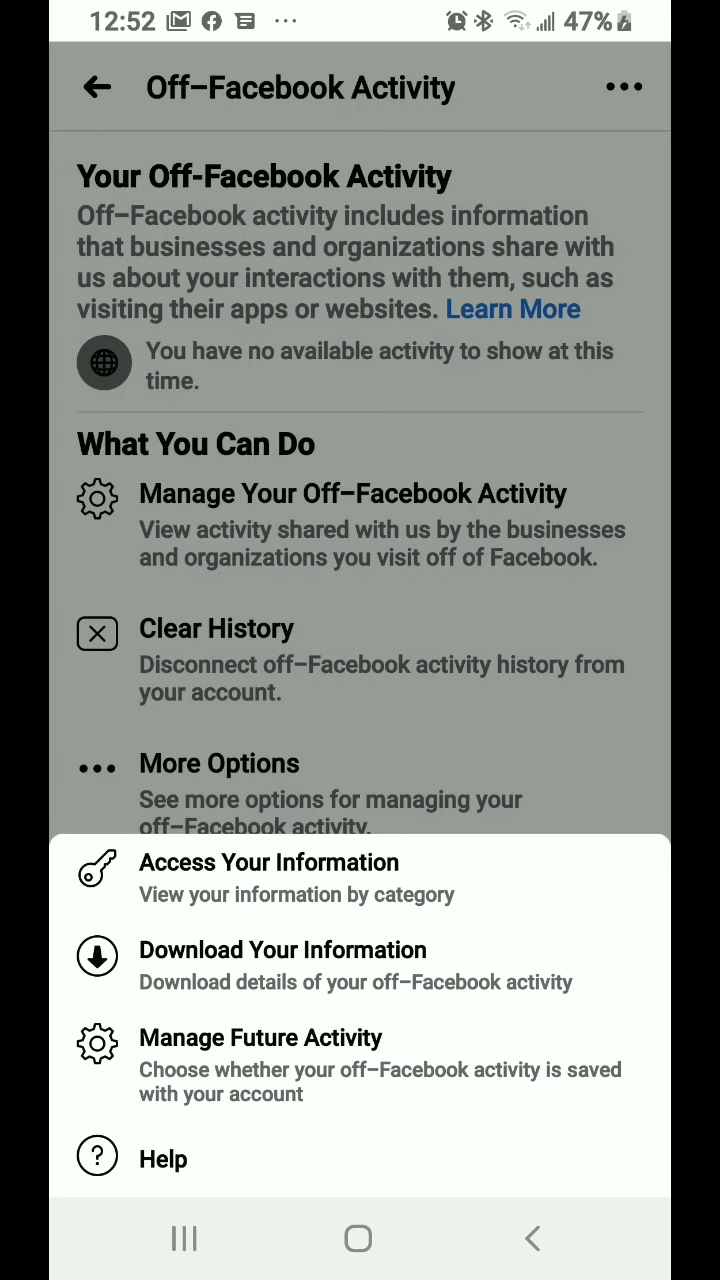 12:52 ... 47%
Off-Facebook Activity
Your Off-Facebook Activity
Off-Facebook activity includes information
that businesses and organizations share with
us about your interactions with them, such as
visiting their apps or websites. Learn More
You have no available activity to show at this
time.
What You Can Do
Manage Your Off-Facebook Activity
View activity shared with us by the businesses
and organizations you visit off of Facebook.
Clear History
Disconnect off-Facebook activity history from
your account.
More Options
See more options for managing your
off-Facebook activity.
Access Your Information
View your information by category
Download Your Information
Download details of your off-Facebook activity
Manage Future Activity
Choose whether your off-Facebook activity is saved
with your account
Help